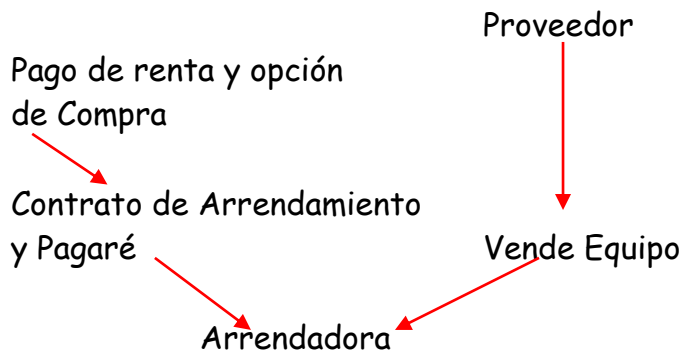 Proveedor
Pago de renta y opción
de Compra
Contrato de Arrendamiento
y Pagaré
Vende Equipo
Arrendadora